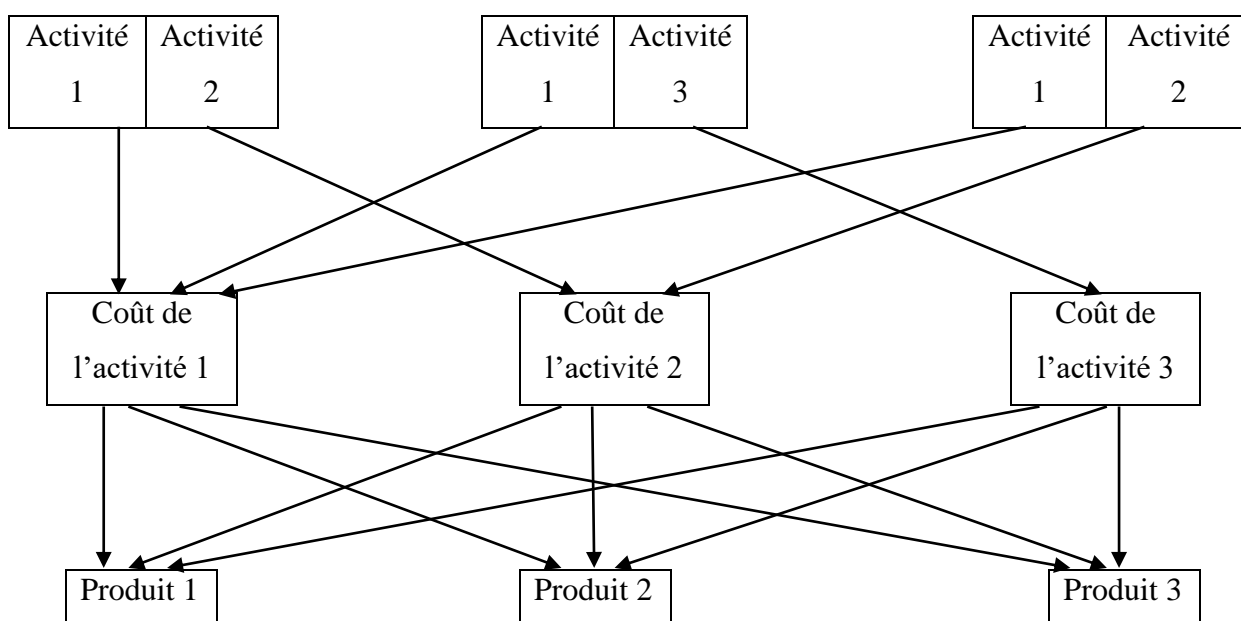 Activité Activité Activité Activité Activité Activité
1 2 1 3 1 2
Coût de Coût de Coût de
l’activité 1 l’activité 2 l’activité 3
Produit 1 Produit 2 Produit 3